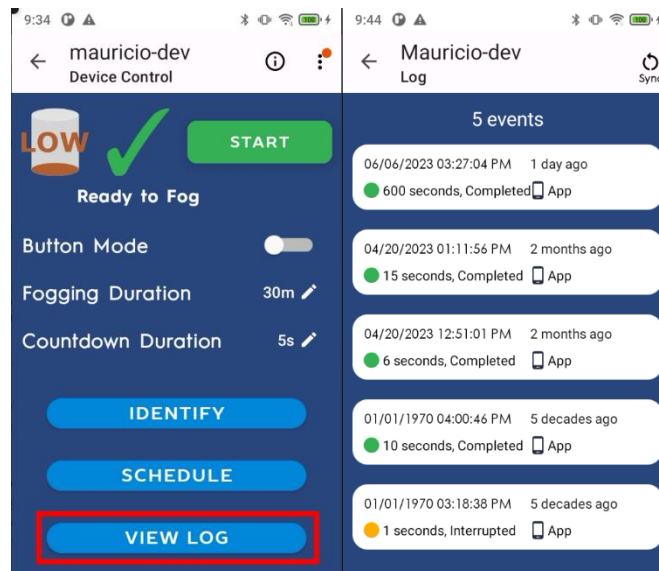 9:34
mauricio-dev
Device Control
LOW
START
Ready to Fog
Button Mode
Fogging Duration 30m
Countdown Duration 5s
IDENTIFY
SCHEDULE
VIEW LOG
9:44
Mauricio-dev
Log
Sync
5 events
06/06/2023 03:27:04 PM 1 day ago
600 seconds, Completed App
04/20/2023 01:11:56 PM 2 months ago
15 seconds, Completed App
04/20/2023 12:51:01 PM 2 months ago
6 seconds, Completed App
01/01/1970 04:00:46 PM 5 decades ago
10 seconds, Completed App
01/01/1970 03:18:38 PM 5 decades ago
1 seconds, Interrupted App